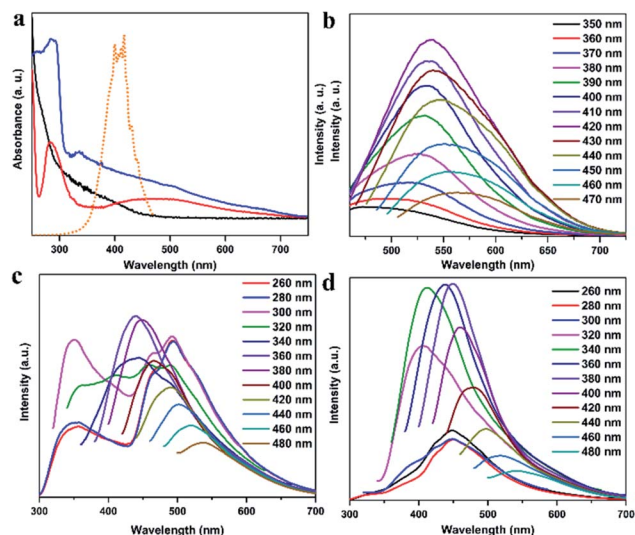 a
Absorbance (a. u.)
300 400 500 600 700
Wavelength (nm)
b
Intensity (a. u.)
Intensity (a. u.)
350 nm
360 nm
370 nm
380 nm
390 nm
400 nm
410 nm
420 nm
430 nm
440 nm
450 nm
460 nm
470 nm
500 550 600 650 700
Wavelength (nm)
c
Intensity (a.u.)
260 nm
280 nm
300 nm
320 nm
340 nm
360 nm
380 nm
400 nm
420 nm
440 nm
460 nm
480 nm
300 400 500 600 700
Wavelength (nm)
d
Intensity (a.u.)
260 nm
280 nm
300 nm
320 nm
340 nm
360 nm
380 nm
400 nm
420 nm
440 nm
460 nm
480 nm
300 400 500 600 700
Wavelength (nm)